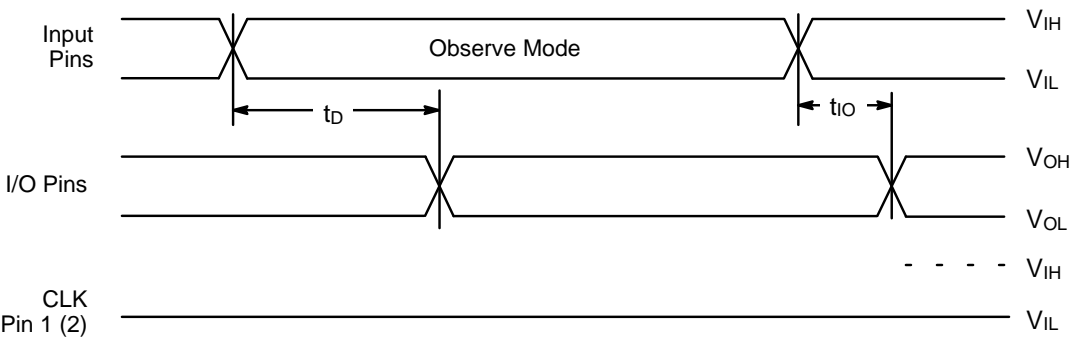 Input
Pins
Observe Mode
VIH
VIL
tD
tIO
I/O Pins
VOH
VOL
VIH
CLK
Pin 1 (2)
VIL